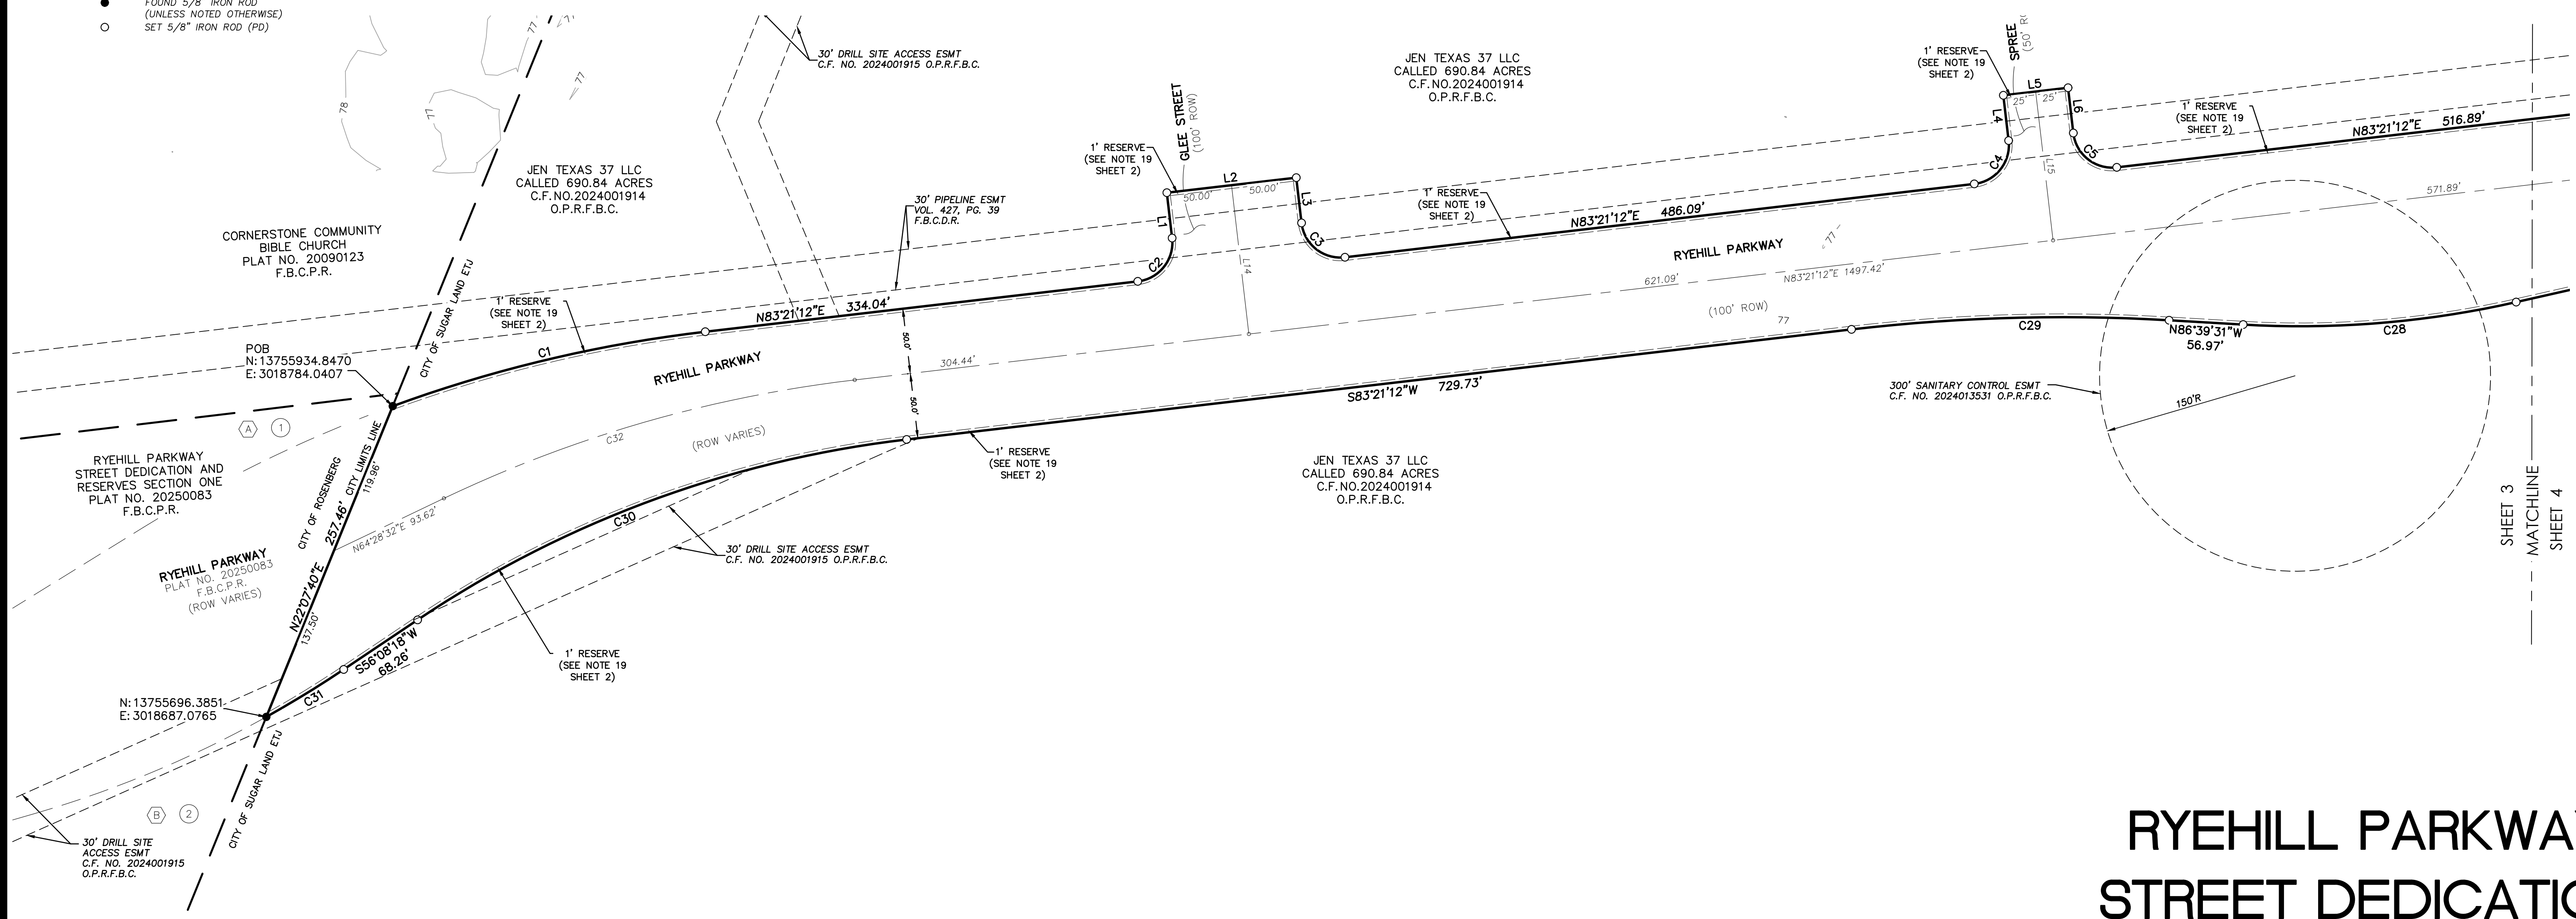 FOUND 5/8" IRON ROD
(UNLESS NOTED OTHERWISE)
SET 5/8" IRON ROD (PD)
78
77
77
77
77
30' DRILL SITE ACCESS ESMT
C.F. NO. 2024001915 O.P.R.F.B.C.
JEN TEXAS 37 LLC
CALLED 690.84 ACRES
C.F.NO.2024001914
O.P.R.F.B.C.
JEN TEXAS 37 LLC
CALLED 690.84 ACRES
C.F.NO.2024001914
O.P.R.F.B.C.
CORNERSTONE COMMUNITY
BIBLE CHURCH
PLAT NO. 20090123
F.B.C.P.R.
30' PIPELINE ESMT
VOL. 427, PG. 39
F.B.C.D.R.
1' RESERVE
(SEE NOTE 19
SHEET 2)
GLEE STREET
(100' ROW)
L2
50.00'
50.00'
L1
L3
C2
C3
L14
1' RESERVE
(SEE NOTE 19
SHEET 2)
N83°21'12"E 486.09'
1' RESERVE
(SEE NOTE 19
SHEET 2)
SPREE
L5
25'
25'
L4
L6
C4
C5
L15
1' RESERVE
(SEE NOTE 19
SHEET 2)
N83°21'12"E 516.89'
571.89'
RYEHILL PARKWAY
77
621.09'
N83°21'12"E 1497.42'
(100' ROW)
77
1' RESERVE
(SEE NOTE 19
SHEET 2)
N83°21'12"E 334.04'
C1
POB
N:13755934.8470
E:3018784.0407
CITY OF SUGAR LAND ETJ
RYEHILL PARKWAY
50.0'
50.0'
304.44'
C32
(ROW VARIES)
S83°21'12"W 729.73'
C29
N86°39'31"W
56.97'
C28
300' SANITARY CONTROL ESMT
C.F. NO. 2024013531 O.P.R.F.B.C.
150'R
A
1
RYEHILL PARKWAY
STREET DEDICATION AND
RESERVES SECTION ONE
PLAT NO. 20250083
F.B.C.P.R.
CITY OF ROSENBERG
CITY LIMITS LINE
119.96'
N22°07'40"E 257.46'
137.50'
N64°28'32"E 93.62'
1' RESERVE
(SEE NOTE 19
SHEET 2)
JEN TEXAS 37 LLC
CALLED 690.84 ACRES
C.F.NO.2024001914
O.P.R.F.B.C.
C30
30' DRILL SITE ACCESS ESMT
C.F. NO. 2024001915 O.P.R.F.B.C.
RYEHILL PARKWAY
PLAT NO. 20250083
F.B.C.P.R.
(ROW VARIES)
S56°08'18"W
68.26'
1' RESERVE
(SEE NOTE 19
SHEET 2)
C31
N:13755696.3851
E:3018687.0765
CITY OF SUGAR LAND ETJ
B
2
30' DRILL SITE
ACCESS ESMT
C.F. NO. 2024001915
O.P.R.F.B.C.
SHEET 3
MATCHLINE
SHEET 4
RYEHILL PARKWAY
STREET DEDICATIO